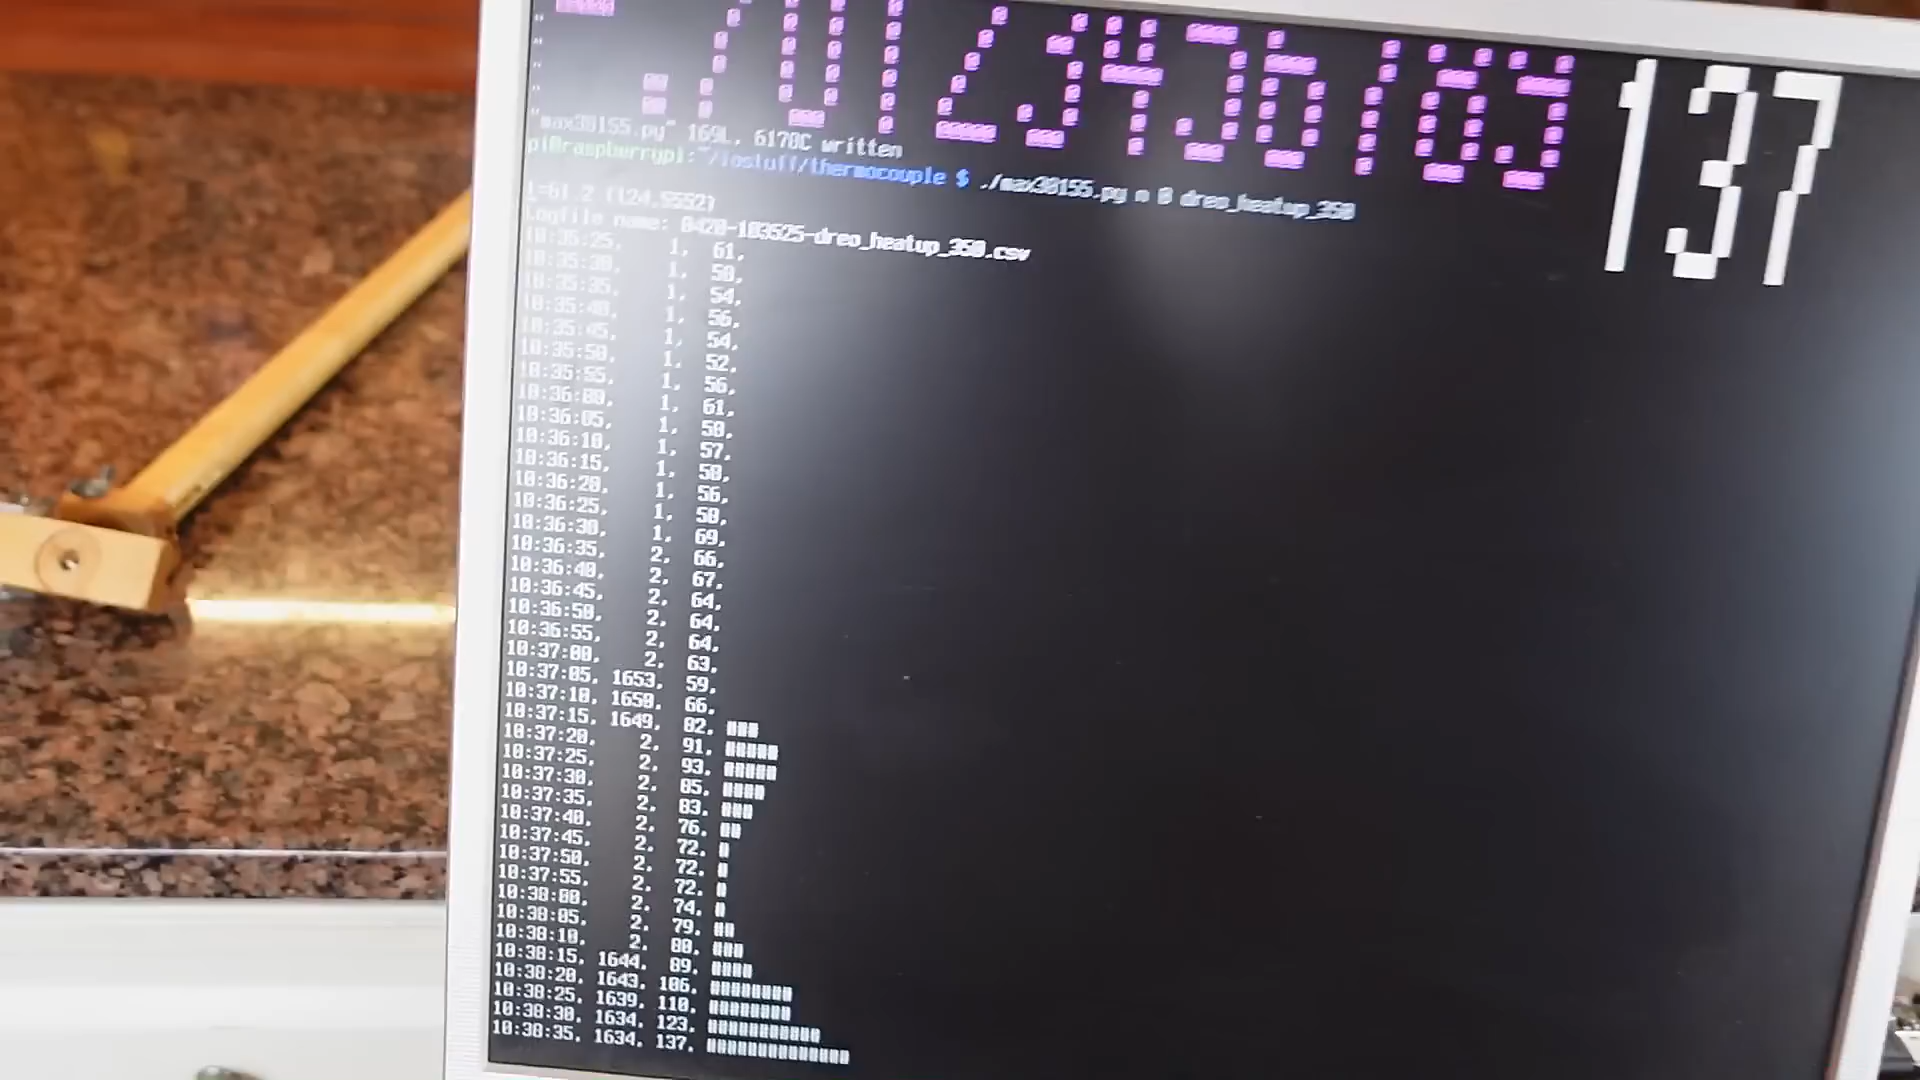 ./0123456789
137
"max30155.py" 169L, 6170C written
pi@raspberrypi:~/iostuff/thermocouple $ ./max30155.py n 0 dreo_heatup_350
L=61.2 (124.5552)
Logfile name: 0420-103525-dreo_heatup_350.csv
10:35:25, 1, 61,
10:35:30, 1, 50,
10:35:35, 1, 54,
10:35:40, 1, 56,
10:35:45, 1, 54,
10:35:50, 1, 52,
10:35:55, 1, 56,
10:36:00, 1, 61,
10:36:05, 1, 58,
10:36:10, 1, 57,
10:36:15, 1, 58,
10:36:20, 1, 56,
10:36:25, 1, 58,
10:36:30, 1, 69,
10:36:35, 2, 66,
10:36:40, 2, 67,
10:36:45, 2, 64,
10:36:50, 2, 64,
10:36:55, 2, 64,
10:37:00, 2, 63,
10:37:05, 1653, 59,
10:37:10, 1650, 66,
10:37:15, 1649, 82,
10:37:20, 2, 91,
10:37:25, 2, 93,
10:37:30, 2, 85,
10:37:35, 2, 83,
10:37:40, 2, 76,
10:37:45, 2, 72,
10:37:50, 2, 72,
10:37:55, 2, 72,
10:38:00, 2, 74,
10:38:05, 2, 79,
10:38:10, 2, 80,
10:38:15, 1644, 89,
10:38:20, 1643, 106,
10:38:25, 1639, 110,
10:38:30, 1634, 123,
10:38:35, 1634, 137,